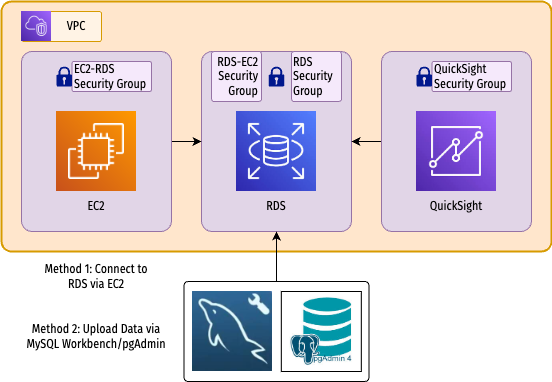 VPC
EC2-RDS
Security Group
RDS-EC2
Security
Group
RDS
Security
Group
QuickSight
Security Group
EC2
RDS
QuickSight
Method 1: Connect to
RDS via EC2
Method 2: Upload Data via
MySQL Workbench/pgAdmin
pgAdmin 4